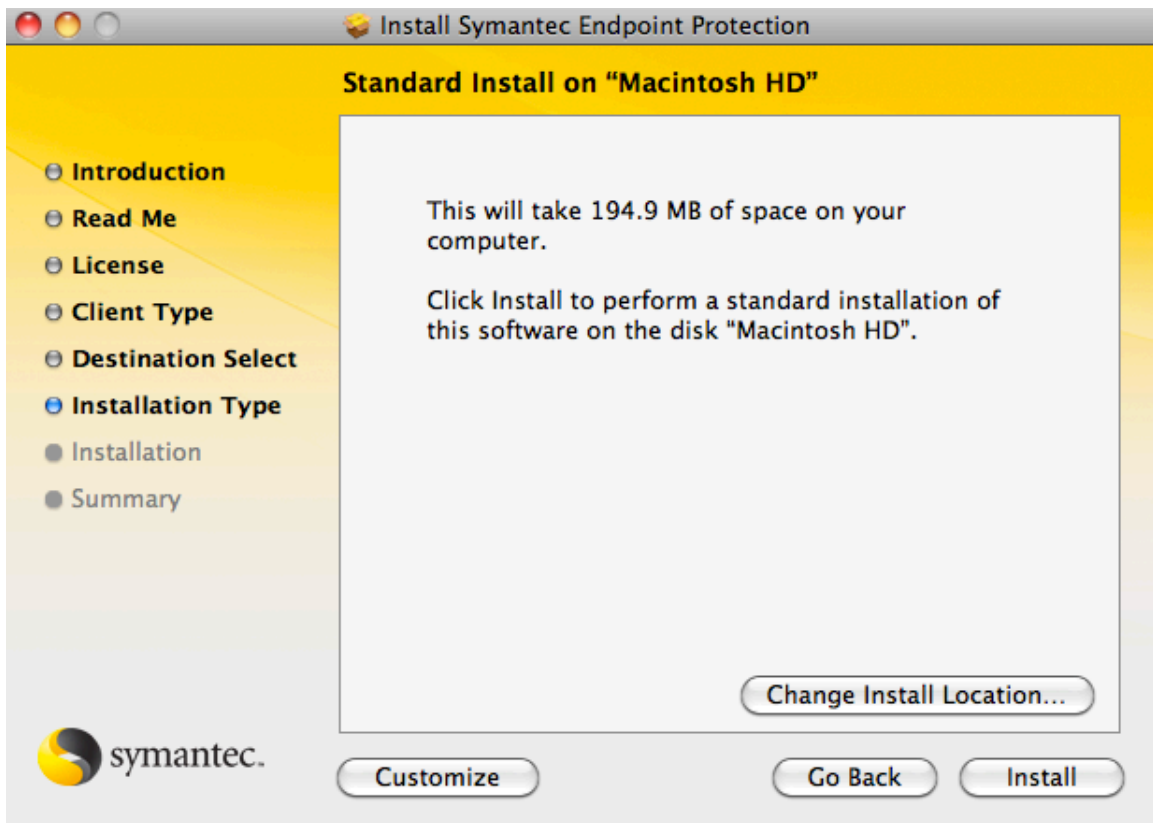 Install Symantec Endpoint Protection
Standard Install on “Macintosh HD”
Introduction
Read Me
License
Client Type
Destination Select
Installation Type
Installation
Summary
This will take 194.9 MB of space on your
computer.
Click Install to perform a standard installation of
this software on the disk “Macintosh HD”.
Change Install Location...
symantec.
Customize
Go Back
Install